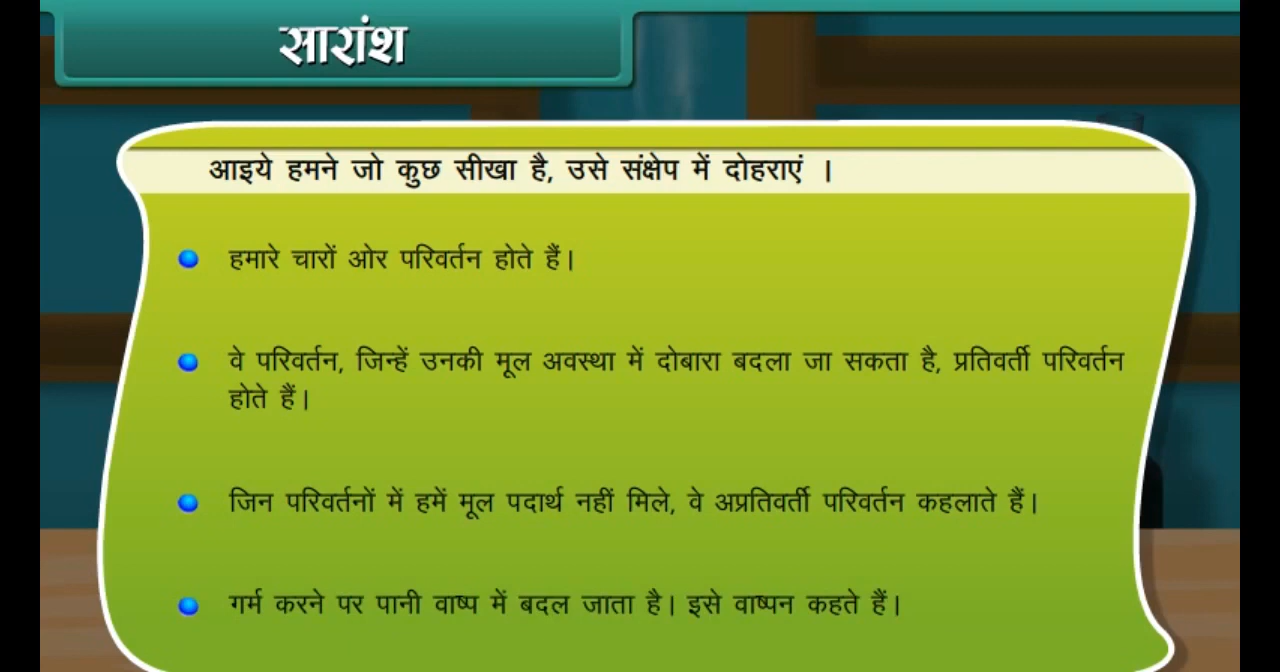 सारांश
आइये हमने जो कुछ सीखा है, उसे संक्षेप में दोहराएं ।
हमारे चारों ओर परिवर्तन होते हैं।
वे परिवर्तन, जिन्हें उनकी मूल अवस्था में दोबारा बदला जा सकता है, प्रतिवर्ती परिवर्तन
होते हैं।
जिन परिवर्तनों में हमें मूल पदार्थ नहीं मिले, वे अप्रतिवर्ती परिवर्तन कहलाते हैं।
गर्म करने पर पानी वाष्प में बदल जाता है। इसे वाष्पन कहते हैं।